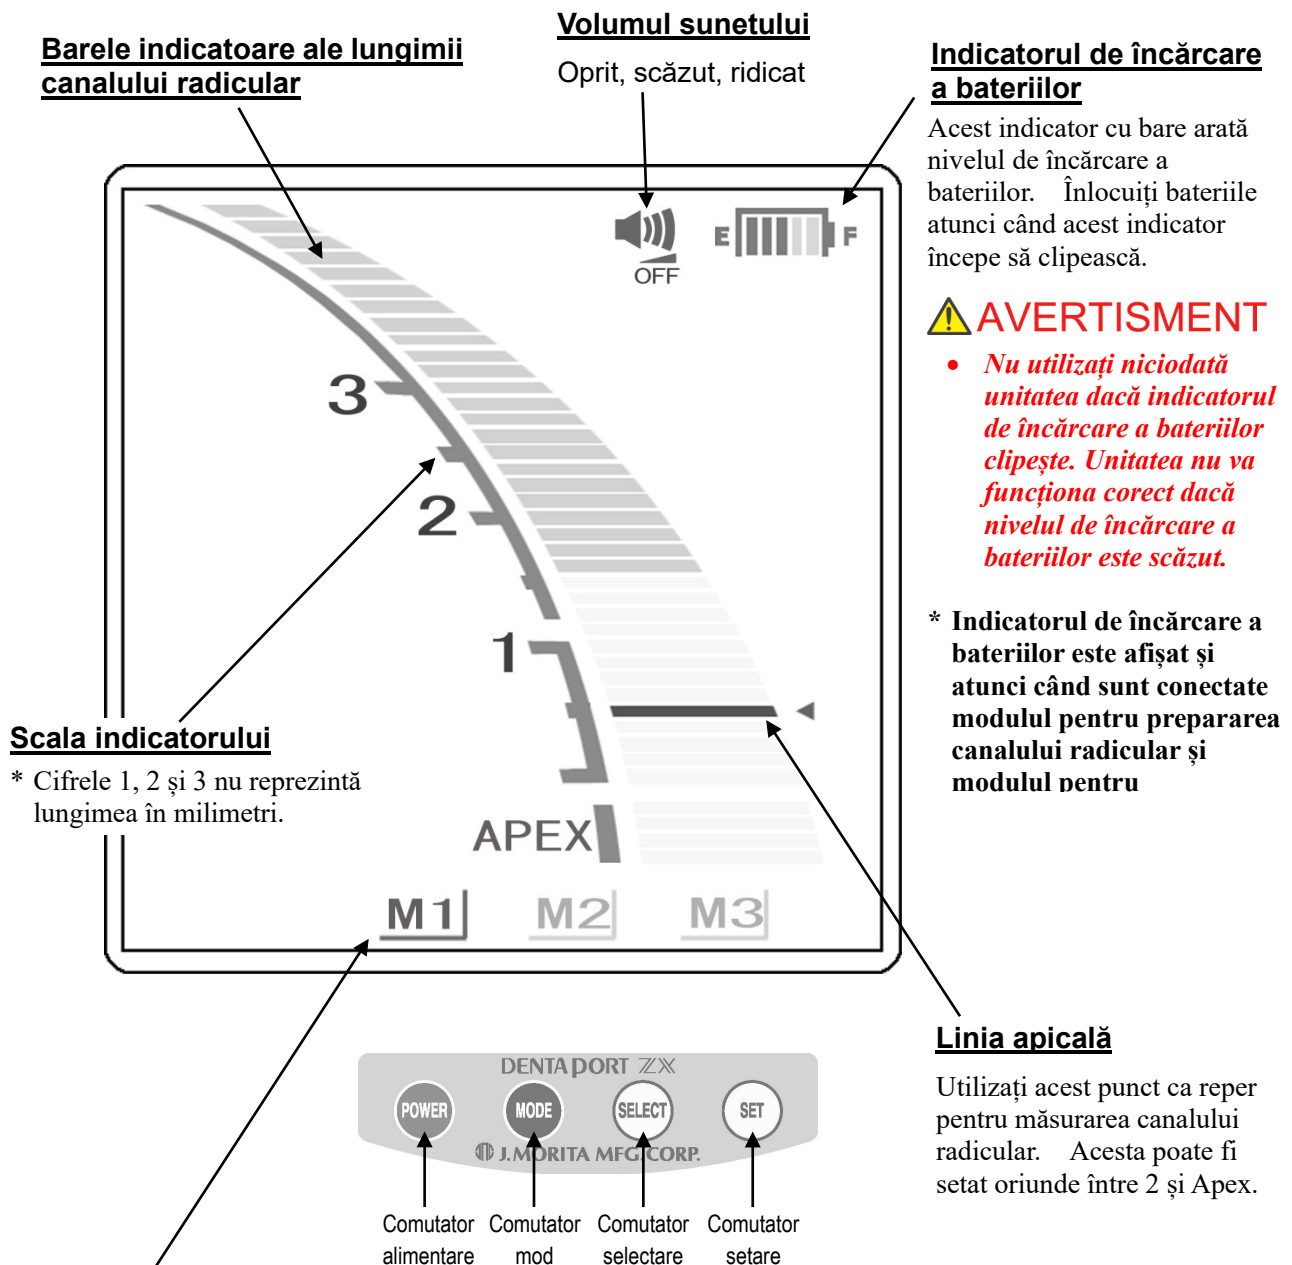 Barele indicatoare ale lungimii
canalului radicular
Volumul sunetului
Oprit, scăzut, ridicat
Indicatorul de încărcare
a bateriilor
Acest indicator cu bare arată
nivelul de încărcare a
bateriilor. Înlocuiți bateriile
atunci când acest indicator
începe să clipească.
AVERTISMENT
• Nu utilizați niciodată
unitatea dacă indicatorul
de încărcare a bateriilor
clipește. Unitatea nu va
funcționa corect dacă
nivelul de încărcare a
bateriilor este scăzut.
* Indicatorul de încărcare a
bateriilor este afișat și
atunci când sunt conectate
modulul pentru prepararea
canalului radicular și
modulul pentru
OFF
E F
3
2
1
APEX
M1 M2 M3
Scala indicatorului
* Cifrele 1, 2 și 3 nu reprezintă
lungimea în milimetri.
Linia apicală
Utilizați acest punct ca reper
pentru măsurarea canalului
radicular. Acesta poate fi
setat oriunde între 2 și Apex.
DENTA PORT ZX
POWER MODE SELECT SET
J. MORITA MFG. CORP.
Comutator alimentare
Comutator mod
Comutator selectare
Comutator setare